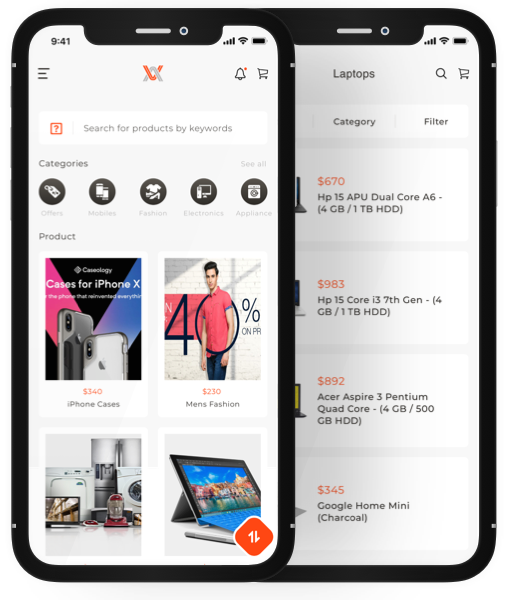 9:41
Search for products by keywords
Categories
See all
Offers
Mobiles
Fashion
Electronics
Appliance
Product
Caseology
Cases for iPhone X
r the phone that reinvented everythin
$340
iPhone Cases
N
40%
ON PR
$230
Mens Fashion
Laptops
Category
Filter
$670
Hp 15 APU Dual Core A6 -
(4 GB / 1 TB HDD)
$983
Hp 15 Core i3 7th Gen - (4
GB / 1 TB HDD)
$892
Acer Aspire 3 Pentium
Quad Core - (4 GB / 500
GB HDD)
$345
Google Home Mini
(Charcoal)